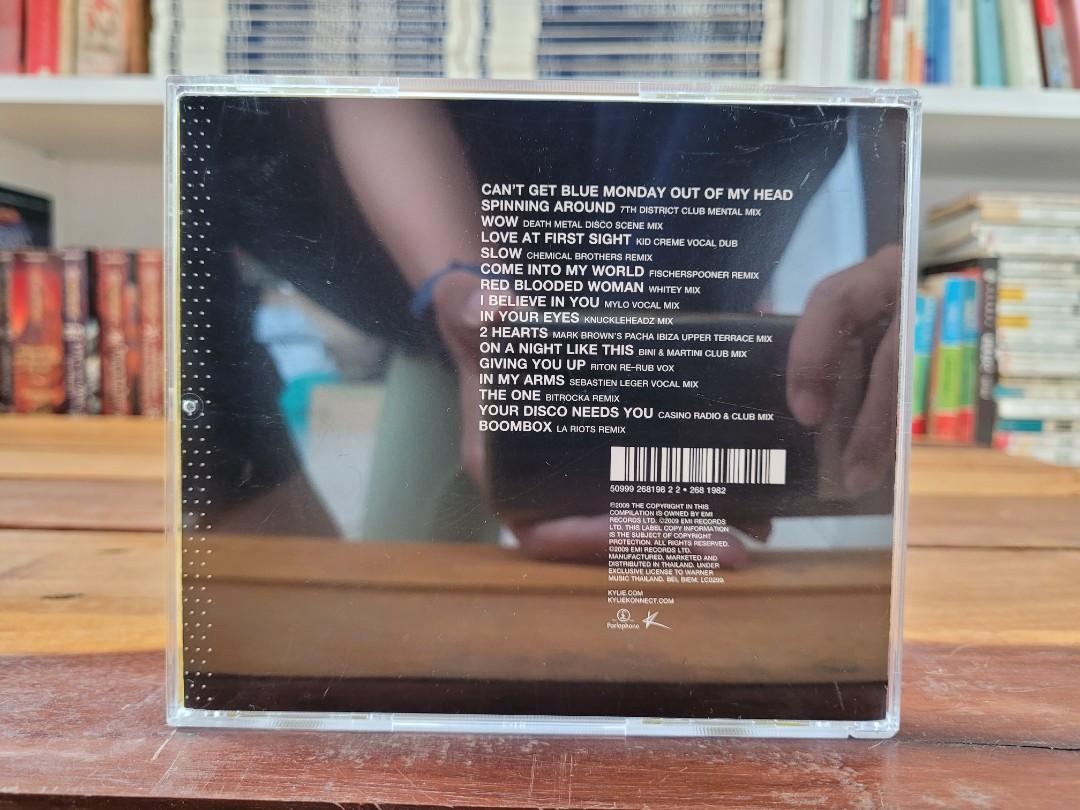 CAN'T GET BLUE MONDAY OUT OF MY HEAD
SPINNING AROUND 7TH DISTRICT CLUB MENTAL MIX
WOW DEATH METAL DISCO SCENE MIX
LOVE AT FIRST SIGHT KID CREME VOCAL DUB
SLOW CHEMICAL BROTHERS REMIX
COME INTO MY WORLD FISCHERSPOONER REMIX
RED BLOODED WOMAN WHITEY MIX
I BELIEVE IN YOU MYLO VOCAL MIX
IN YOUR EYES KNUCKLEHEADZ MIX
2 HEARTS MARK BROWN'S PACHA IBIZA UPPER TERRACE MIX
ON A NIGHT LIKE THIS BINI & MARTINI CLUB MIX
GIVING YOU UP RITON RE-RUB VOX
IN MY ARMS SEBASTIEN LEGER VOCAL MIX
THE ONE BITROCKA REMIX
YOUR DISCO NEEDS YOU CASINO RADIO & CLUB MIX
BOOMBOX LA RIOTS REMIX
50999 268198 2 2 • 268 1982
℗2009 THE COPYRIGHT IN THIS
COMPILATION IS OWNED BY EMI
RECORDS LTD. ©2009 EMI RECORDS
LTD. THIS LABEL COPY INFORMATION
IS THE SUBJECT OF COPYRIGHT
PROTECTION. ALL RIGHTS RESERVED.
©2009 EMI RECORDS LTD.
MANUFACTURED, MARKETED AND
DISTRIBUTED IN THAILAND. UNDER
EXCLUSIVE LICENSE TO WARNER
MUSIC THAILAND. BEL BIEM. LC0299.
KYLIE.COM
KYLIEKONNECT.COM
Parlophone